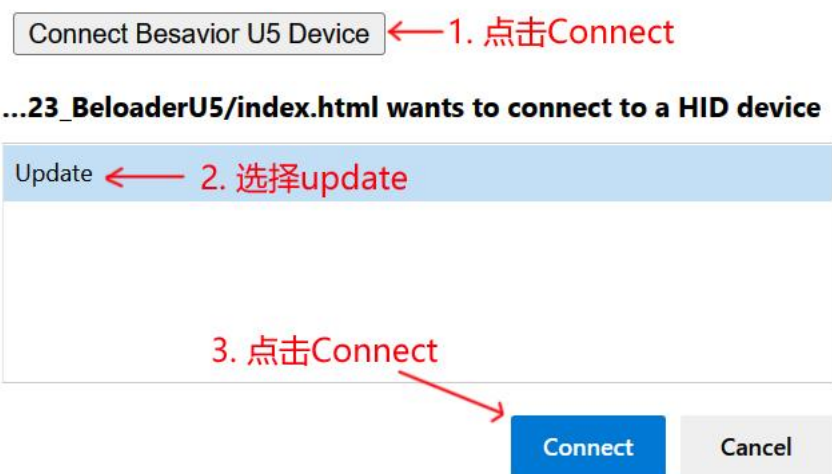 Connect Besavior U5 Device 1. 点击Connect
...23_BeloaderU5/index.html wants to connect to a HID device
Update 2. 选择update
3. 点击Connect
Connect Cancel